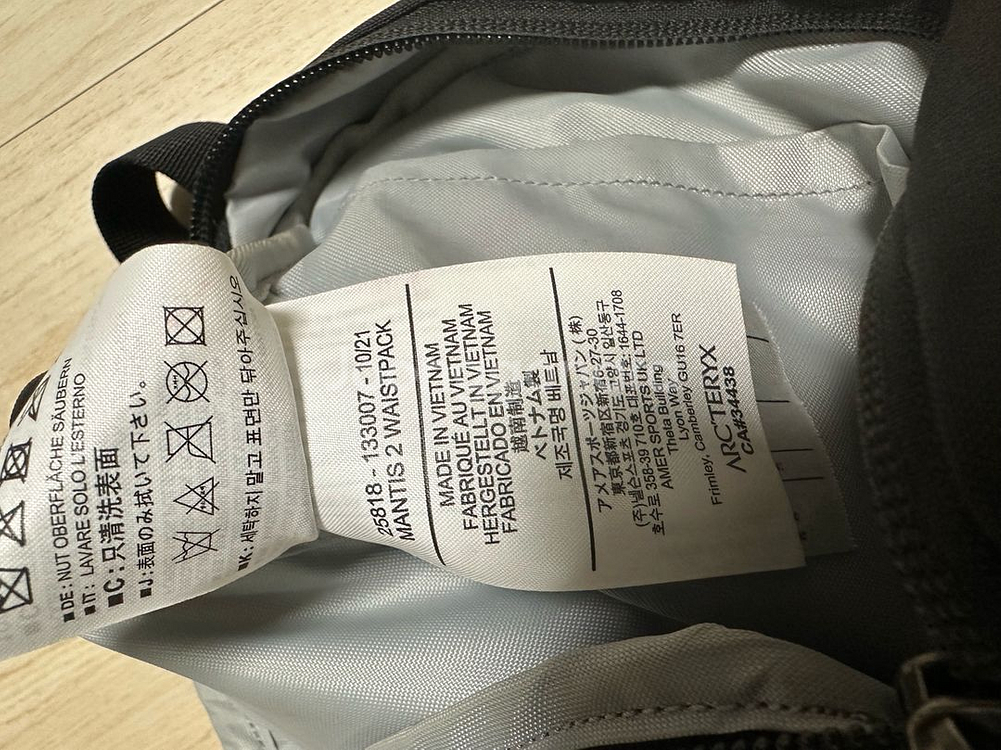 ■DE: NUT OBERFLÄCHE SÄUBERN
■IT: LAVARE SOLO L'ESTERNO
■C:只清洗表面
■J:表面のみ拭いて下さい。
■K: 세탁하지 말고 표면만 닦아주십시오
25818 - 133007 - 10/21
MANTIS 2 WAISTPACK
MADE IN VIETNAM
FABRIQUÉ AU VIETNAM
HERGESTELLT IN VIETNAM
FABRICADO EN VIETNAM
越南制造
ベトナム製
제조국명 베트남
アメアスポーツジャパン(株)
東京都新宿区新宿6-27-30
(주)넬슨스포츠 경기도 고양시 일산동구
호수로 358-39 710호 대표번호: 1644-1708
AMER SPORTS UK LTD
Theta Building
Lyon Way
Frimley, Camberley GU16 7ER
ARC'TERYX
CA#34438